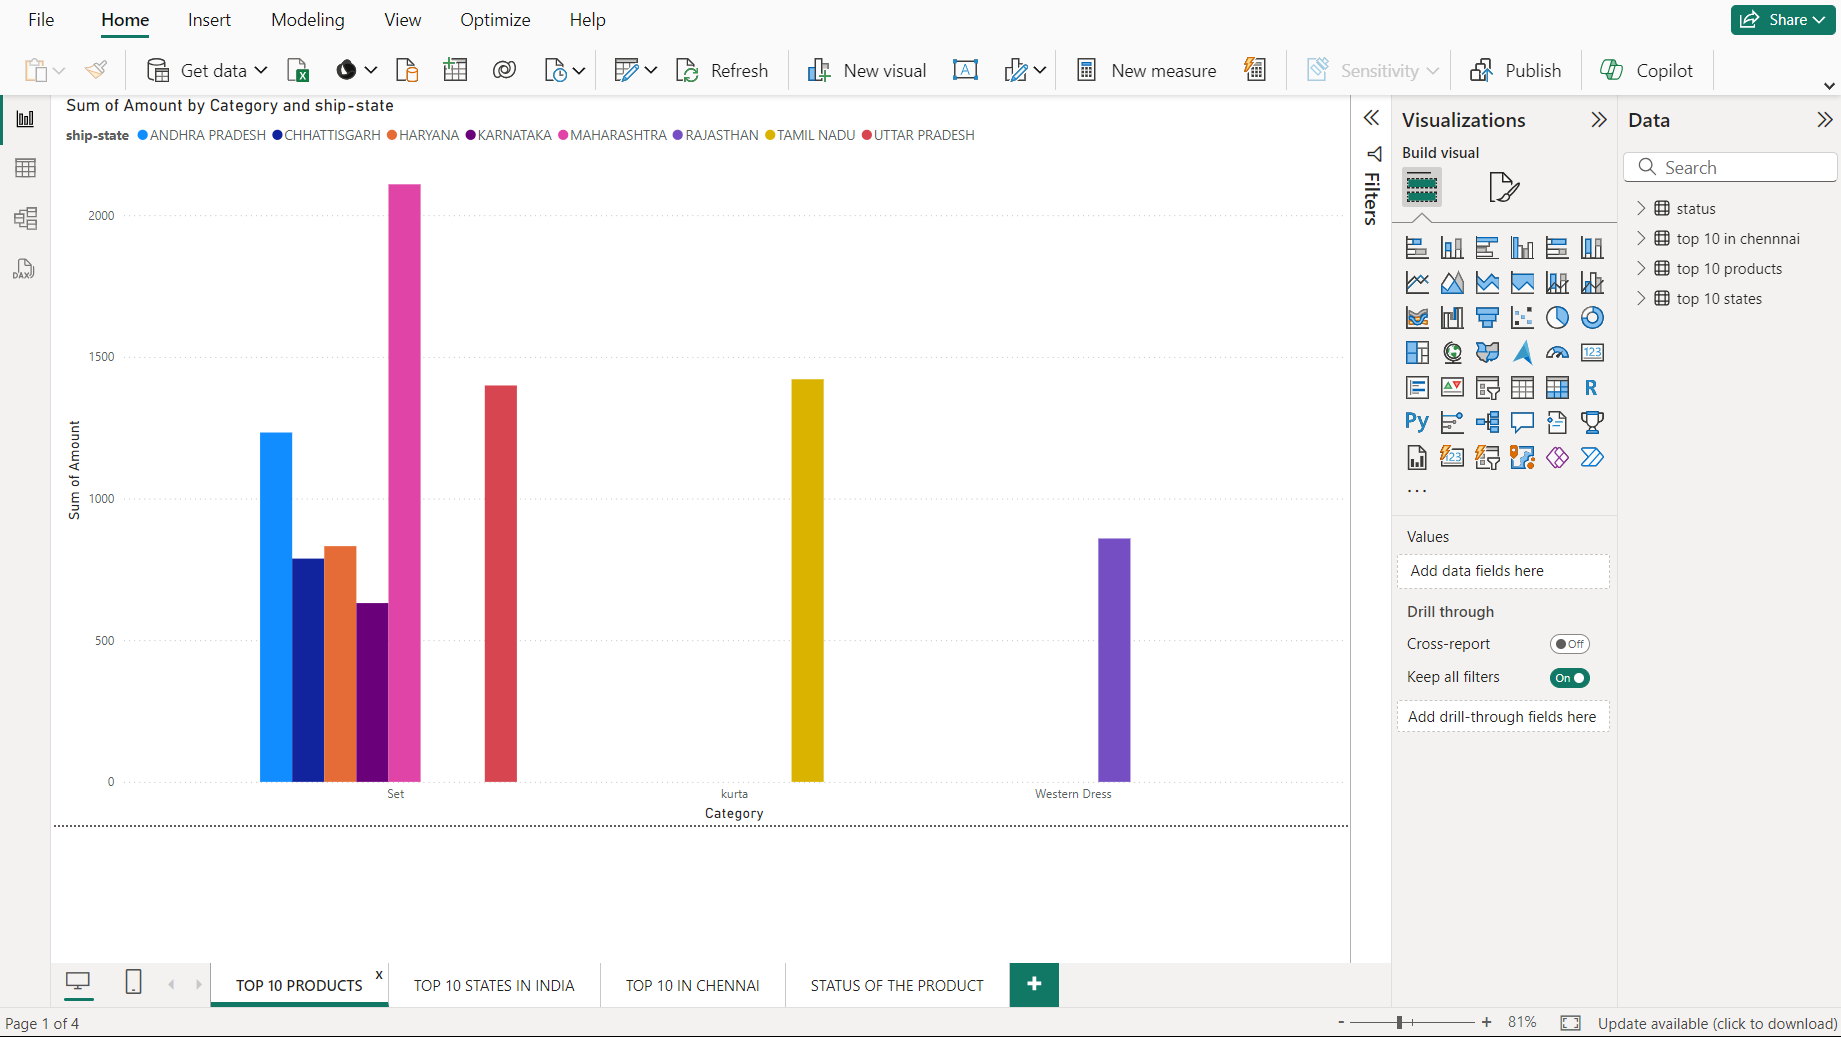 File Home Insert Modeling View Optimize Help Share
Get data Refresh New visual A New measure Sensitivity Publish Copilot
Sum of Amount by Category and ship-state
ship-state ANDHRA PRADESH CHHATTISGARH HARYANA KARNATAKA MAHARASHTRA RAJASTHAN TAMIL NADU UTTAR PRADESH
2000
1500
1000
500
0
Sum of Amount
Set kurta Western Dress
Category
DAX
Filters
Visualizations
Build visual
123
R
Py
123
...
Values
Add data fields here
Drill through
Cross-report Off
Keep all filters On
Add drill-through fields here
Data
Search
status
top 10 in chennnai
top 10 products
top 10 states
TOP 10 PRODUCTS x TOP 10 STATES IN INDIA TOP 10 IN CHENNAI STATUS OF THE PRODUCT +
Page 1 of 4 - + 81% Update available (click to download)